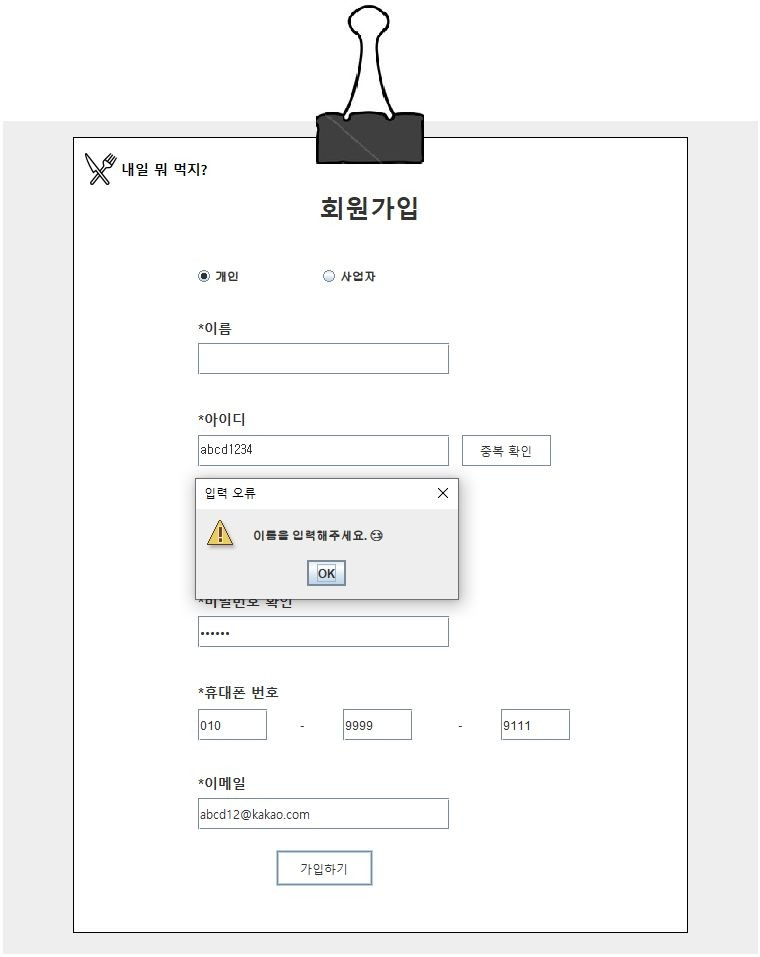 내일 뭐 먹지?
회원가입
개인
사업자
*이름
*아이디
abcd1234
중복 확인
입력 오류
이름을 입력해주세요.
OK
*비밀번호 확인
••••••
*휴대폰 번호
010 - 9999 - 9111
*이메일
abcd12@kakao.com
가입하기